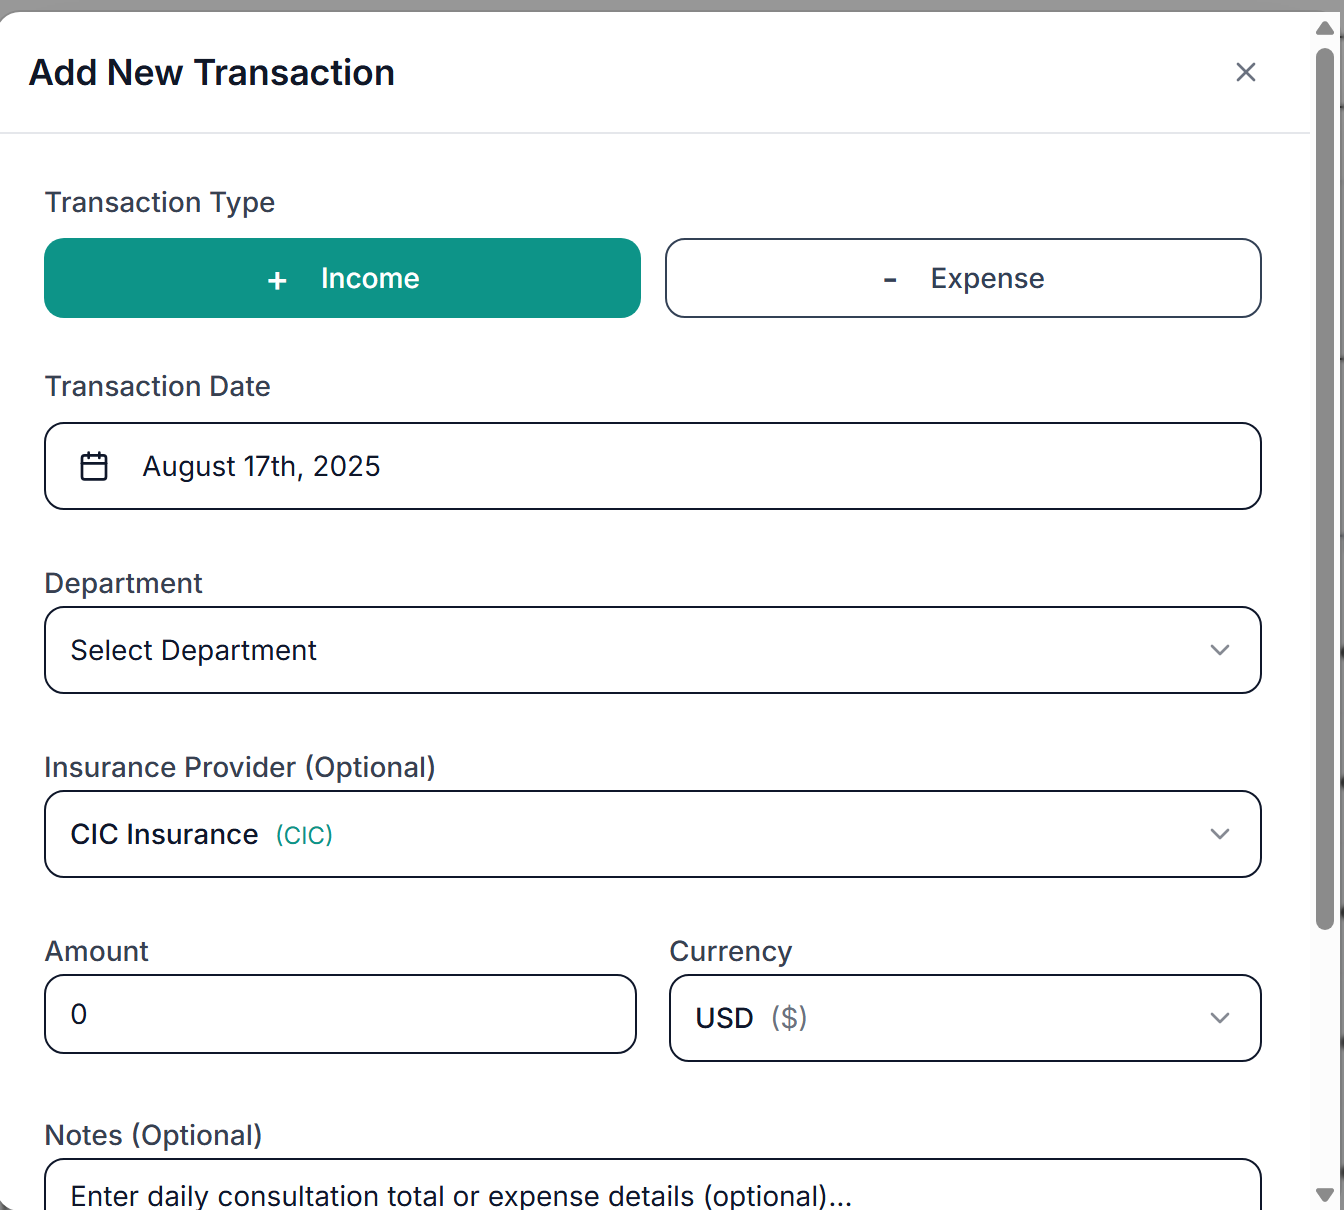 Add New Transaction
Transaction Type
+ Income
- Expense
Transaction Date
August 17th, 2025
Department
Select Department
Insurance Provider (Optional)
CIC Insurance (CIC)
Amount
Currency
0
USD ($)
Notes (Optional)
Enter daily consultation total or expense details (optional)...